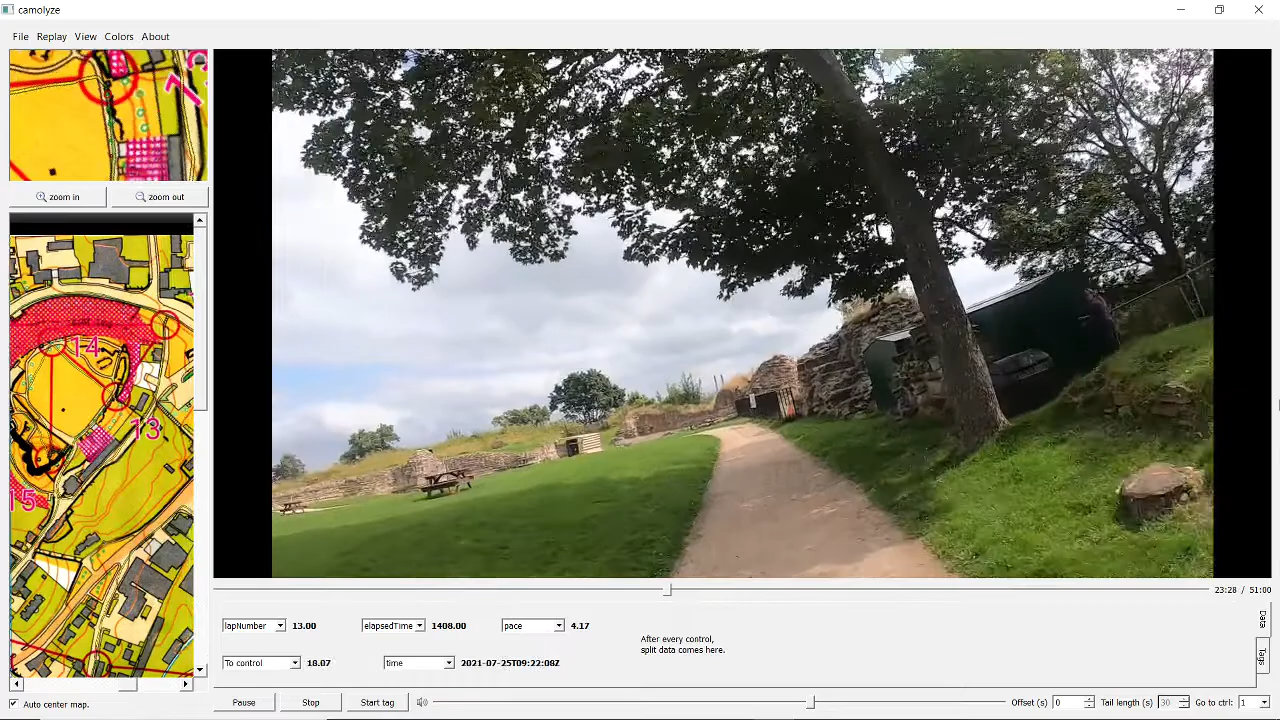 camolyze
File Replay View Colors About
13
zoom in zoom out
14
13
15
23:28 / 51:00
lapNumber 13.00 elapsedTime 1408.00 pace 4.17
After every control,
split data comes here.
To control 18.07 time 2021-07-25T09:22:08Z
Data
Tags
Auto center map. Pause Stop Start tag Offset (s) 0 Tail length (s) 30 Go to ctrl: 1